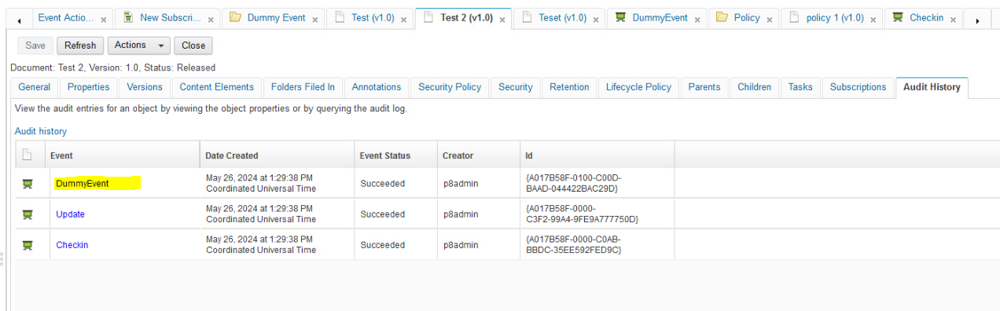 Event Actio... New Subscri... Dummy Event Test (v1.0) Test 2 (v1.0) Teset (v1.0) DummyEvent Policy policy 1 (v1.0) Checkin
Save Refresh Actions Close
Document: Test 2, Version: 1.0, Status: Released
General Properties Versions Content Elements Folders Filed In Annotations Security Policy Security Retention Lifecycle Policy Parents Children Tasks Subscriptions Audit History
View the audit entries for an object by viewing the object properties or by querying the audit log.
Audit history
Event Date Created Event Status Creator Id
DummyEvent May 26, 2024 at 1:29:38 PM Succeeded p8admin {A017B58F-0100-C00D-
Coordinated Universal Time BAAD-044422BAC29D}
Update May 26, 2024 at 1:29:38 PM Succeeded p8admin {A017B58F-0000-
Coordinated Universal Time C3F2-99A4-9FE9A777750D}
Checkin May 26, 2024 at 1:29:38 PM Succeeded p8admin {A017B58F-0000-C0AB-
Coordinated Universal Time BBDC-35EE592FED9C}